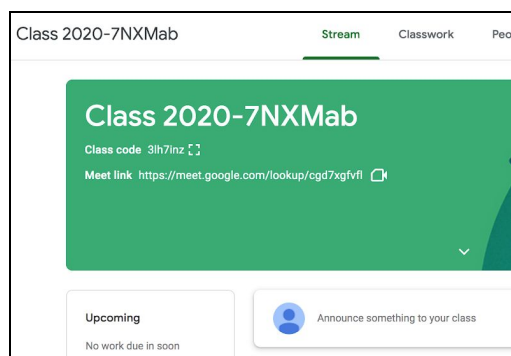 Class 2020-7NXMab
Stream
Classwork
Class 2020-7NXMab
Class code 3lh7inz
Meet link https://meet.google.com/lookup/cgd7xgfvfl
Upcoming
No work due in soon
Announce something to your class